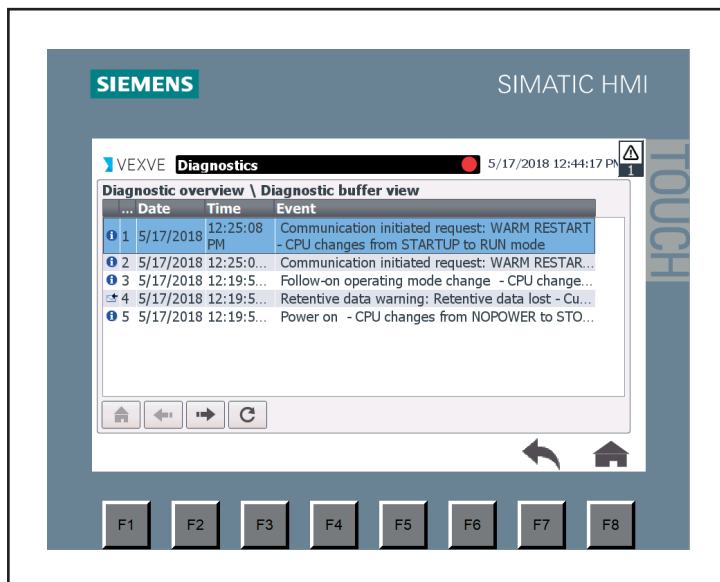 SIEMENS
SIMATIC HMI
TOUCH
VEXVE Diagnostics 5/17/2018 12:44:17 PM
1
Diagnostic overview \ Diagnostic buffer view
... Date Time Event
1 5/17/2018 12:25:08 PM Communication initiated request: WARM RESTART
- CPU changes from STARTUP to RUN mode
2 5/17/2018 12:25:0... Communication initiated request: WARM RESTAR...
3 5/17/2018 12:19:5... Follow-on operating mode change - CPU change...
4 5/17/2018 12:19:5... Retentive data warning: Retentive data lost - Cu...
5 5/17/2018 12:19:5... Power on - CPU changes from NOPOWER to STO...
F1 F2 F3 F4 F5 F6 F7 F8